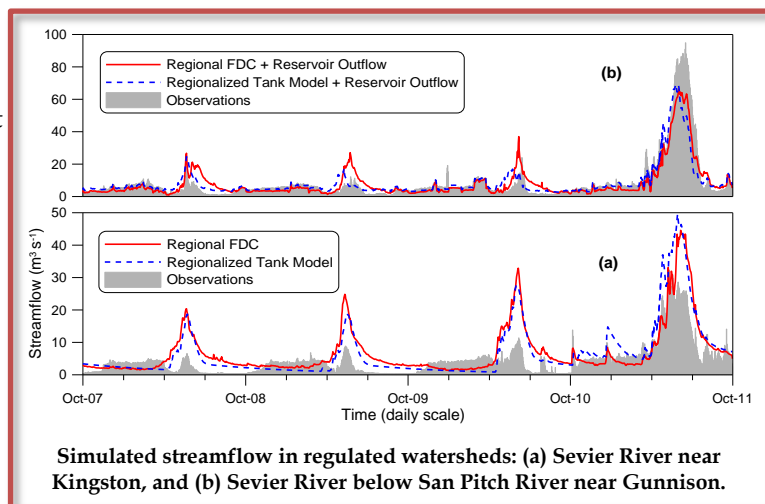 100
80
60
40
20
0
Regional FDC + Reservoir Outflow
Regionalized Tank Model + Reservoir Outflow
Observations
(b)
50
40
30
20
10
0
Streamflow (m³ s⁻¹)
Regional FDC
Regionalized Tank Model
Observations
(a)
Oct-07
Oct-08
Oct-09
Oct-10
Oct-11
Time (daily scale)
Simulated streamflow in regulated watersheds: (a) Sevier River near
Kingston, and (b) Sevier River below San Pitch River near Gunnison.